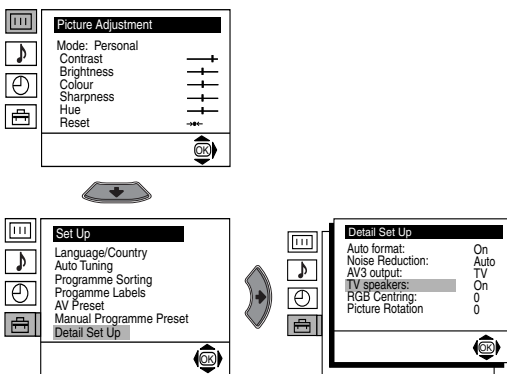 Picture Adjustment
Mode: Personal
Contrast
Brightness
Colour
Sharpness
Hue
Reset
OK
Set Up
Language/Country
Auto Tuning
Programme Sorting
Progamme Labels
AV Preset
Manual Programme Preset
Detail Set Up
OK
Detail Set Up
Auto format: On
Noise Reduction: Auto
AV3 output: TV
TV speakers: On
RGB Centring: 0
Picture Rotation 0
OK